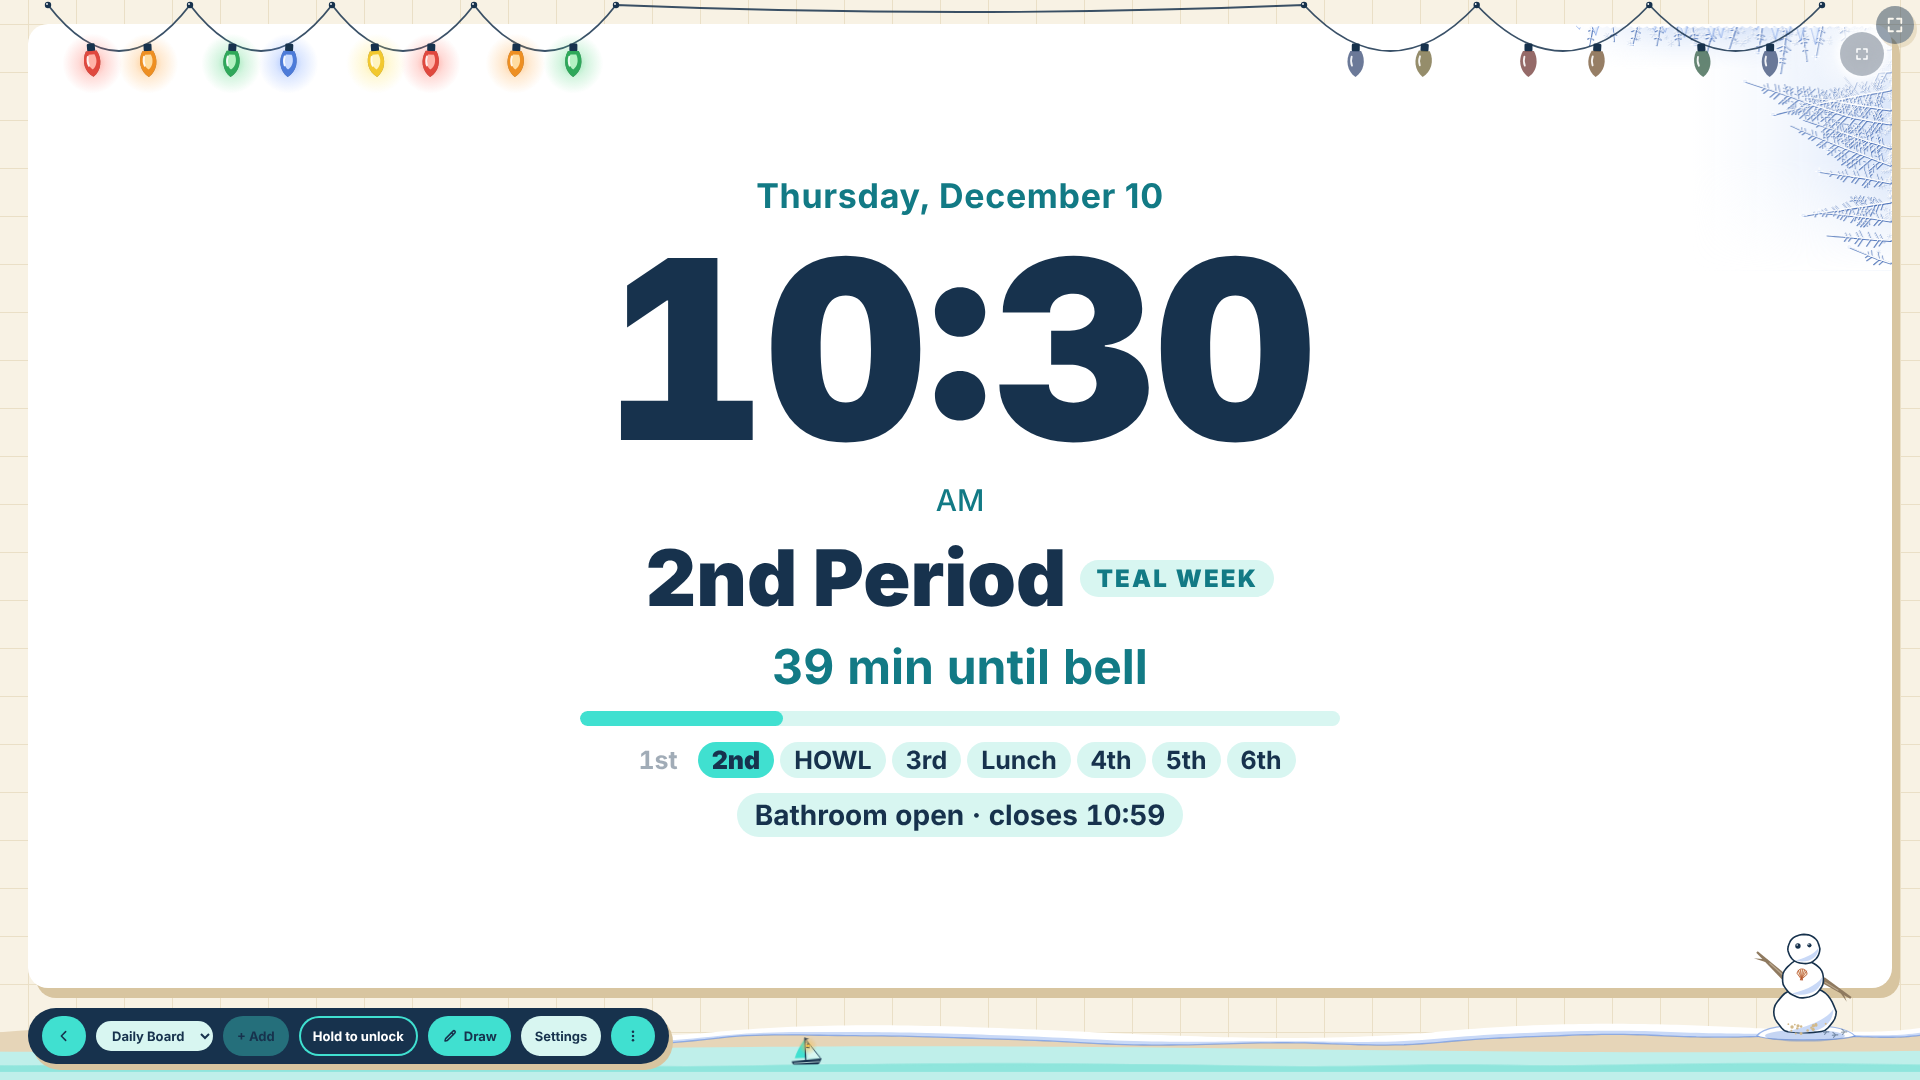 Thursday, December 10
10:30
AM
2nd Period TEAL WEEK
39 min until bell
1st 2nd HOWL 3rd Lunch 4th 5th 6th
Bathroom open · closes 10:59
Daily Board + Add Hold to unlock Draw Settings